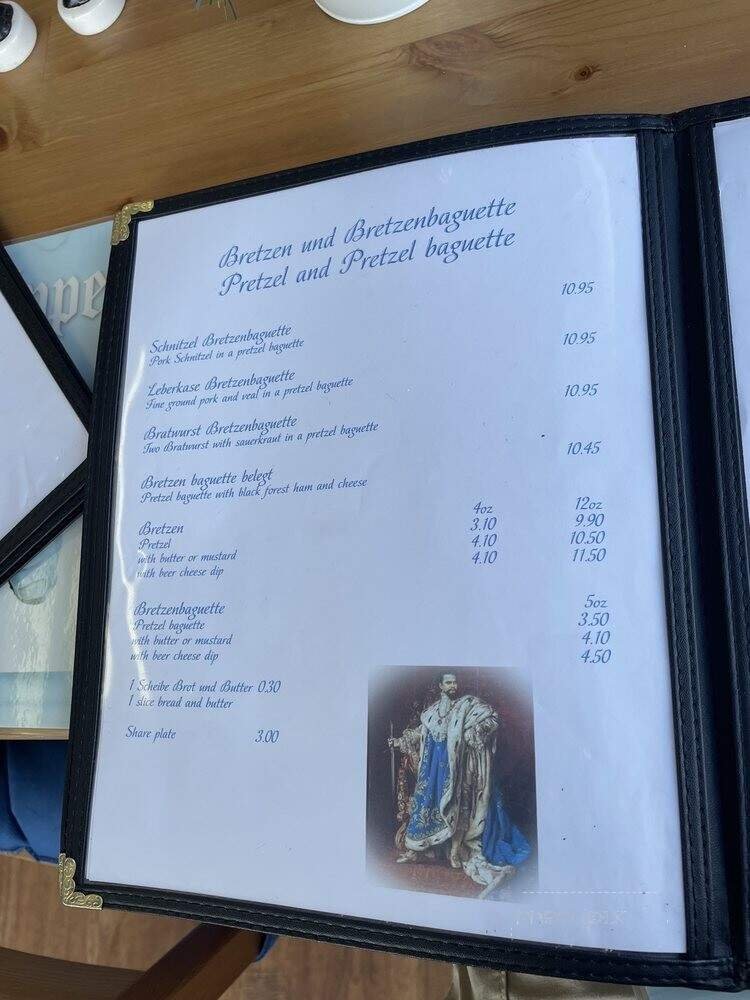 Bretzen und Bretzenbaguette
Pretzel and Pretzel baguette
Schnitzel Bretzenbaguette 10.95
Pork Schnitzel in a pretzel baguette
Leberkase Bretzenbaguette 10.95
Fine ground pork and veal in a pretzel baguette
Bratwurst Bretzenbaguette 10.95
Two Bratwurst with sauerkraut in a pretzel baguette
Bretzen baguette belegt 10.45
Pretzel baguette with black forest ham and cheese
Bretzen 4oz 12oz
Pretzel 3.10 9.90
with butter or mustard 4.10 10.50
with beer cheese dip 4.10 11.50
Bretzenbaguette 5oz
Pretzel baguette 3.50
with butter or mustard 4.10
with beer cheese dip 4.50
1 Scheibe Brot und Butter 0.30
1 slice bread and butter
Share plate 3.00